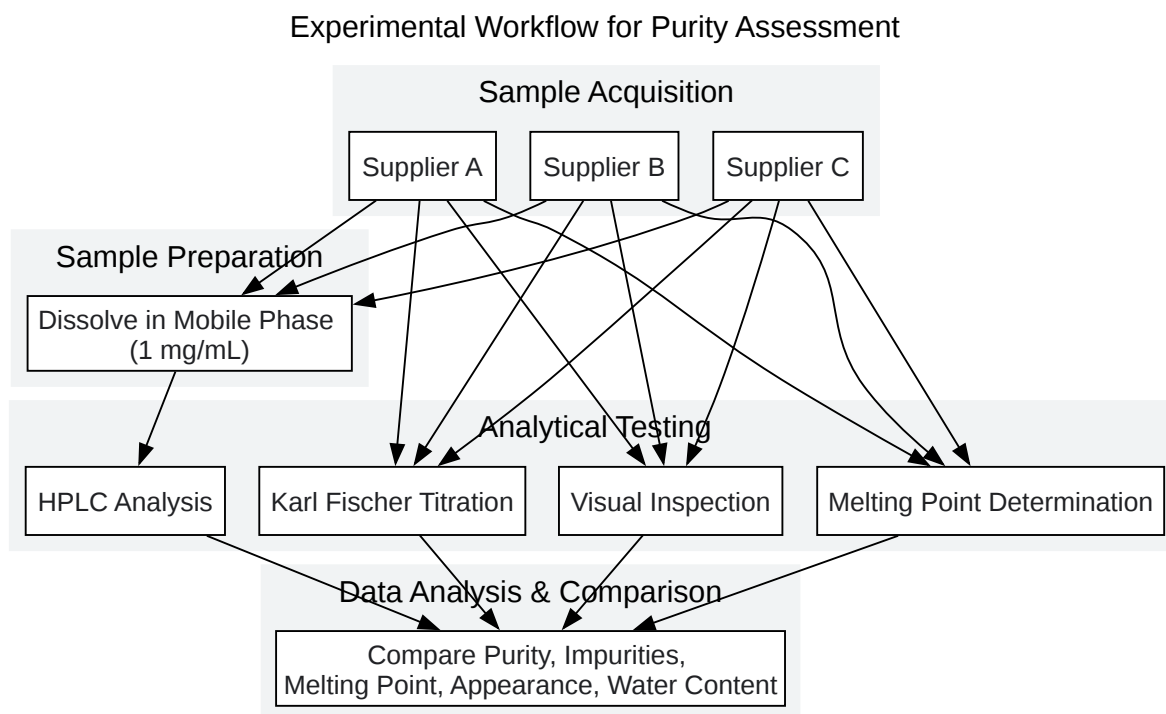 Experimental Workflow for Purity Assessment
Sample Acquisition
Supplier A
Supplier B
Supplier C
Sample Preparation
Dissolve in Mobile Phase
(1 mg/mL)
Analytical Testing
HPLC Analysis
Karl Fischer Titration
Visual Inspection
Melting Point Determination
Data Analysis & Comparison
Compare Purity, Impurities,
Melting Point, Appearance, Water Content